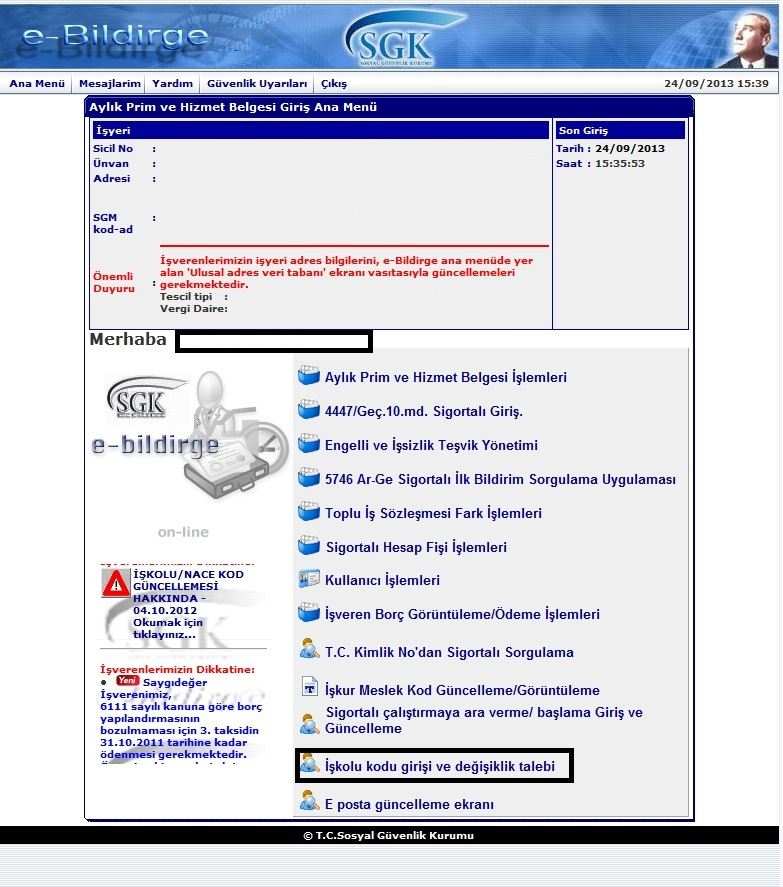 e-Bildirge
SGK
SOSYAL GÜVENLİK KURUMU
Ana Menü
Mesajlarim
Yardım
Güvenlik Uyarıları
Çıkış
24/09/2013 15:39
Aylık Prim ve Hizmet Belgesi Giriş Ana Menü
İşyeri
Sicil No :
Ünvan :
Adresi :
SGM :
kod-ad
Önemli
Duyuru :
İşverenlerimizin işyeri adres bilgilerini, e-Bildirge ana menüde yer
alan 'Ulusal adres veri tabanı' ekranı vasıtasıyla güncellemeleri
gerekmektedir.
Tescil tipi :
Vergi Daire:
Son Giriş
Tarih : 24/09/2013
Saat : 15:35:53
Merhaba
SGK
e-bildirge
on-line
İŞKOLU/NACE KOD
GÜNCELLEMESİ
HAKKINDA -
04.10.2012
Okumak için
tıklayınız...
İşverenlerimizin Dikkatine:
Yeni Saygıdeğer
İşverenimiz,
6111 sayılı kanuna göre borç
yapılandırmasının
bozulmaması için 3. taksidin
31.10.2011 tarihine kadar
ödenmesi gerekmektedir.
Aylık Prim ve Hizmet Belgesi İşlemleri
4447/Geç.10.md. Sigortalı Giriş.
Engelli ve İşsizlik Teşvik Yönetimi
5746 Ar-Ge Sigortalı İlk Bildirim Sorgulama Uygulaması
Toplu İş Sözleşmesi Fark İşlemleri
Sigortalı Hesap Fişi İşlemleri
Kullanıcı İşlemleri
İşveren Borç Görüntüleme/Ödeme İşlemleri
T.C. Kimlik No'dan Sigortalı Sorgulama
İşkur Meslek Kod Güncelleme/Görüntüleme
Sigortalı çalıştırmaya ara verme/ başlama Giriş ve
Güncelleme
İşkolu kodu girişi ve değişiklik talebi
E posta güncelleme ekranı
© T.C.Sosyal Güvenlik Kurumu